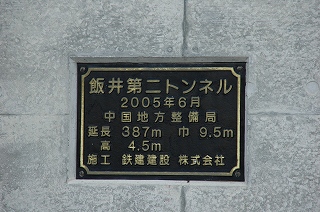 飯井第二トンネル
2005年6月
中国地方整備局
延長 387m 巾 9.5m
高 4.5m
施工 鉄建建設 株式会社